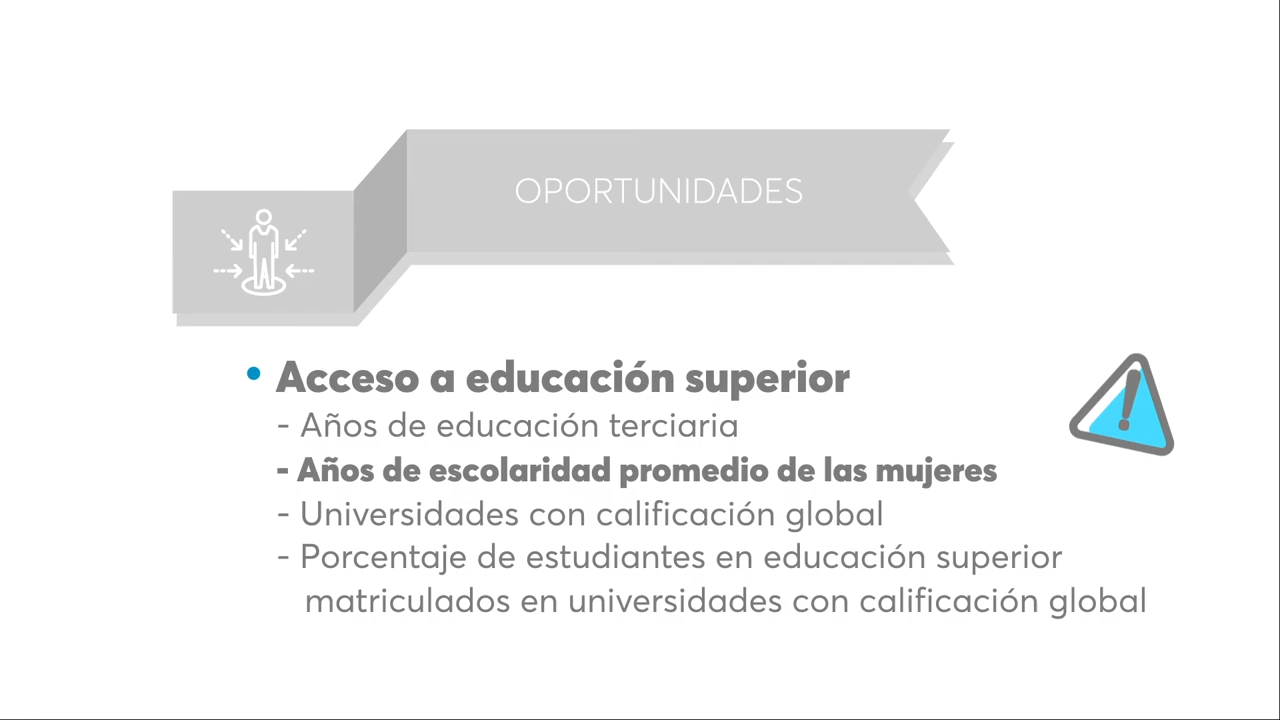 OPORTUNIDADES
• Acceso a educación superior
- Años de educación terciaria
- Años de escolaridad promedio de las mujeres
- Universidades con calificación global
- Porcentaje de estudiantes en educación superior
matriculados en universidades con calificación global